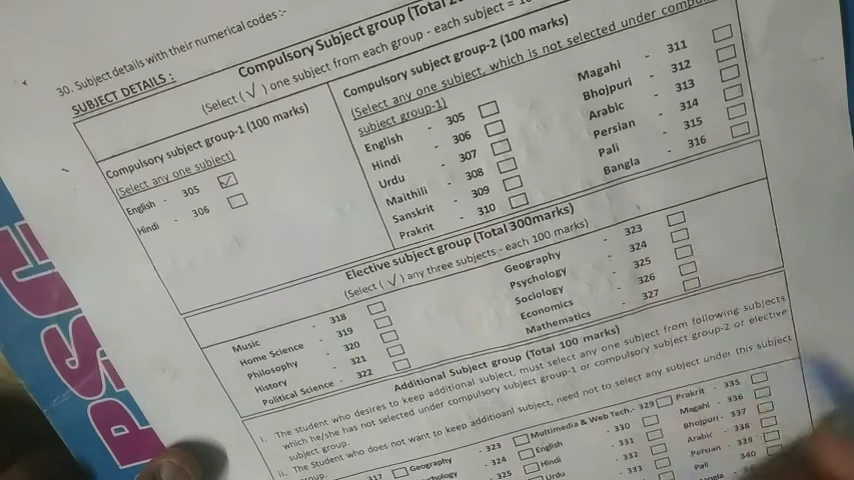 30. Subject details with their numerical codes :-
SUBJECT DETAILS :
Compulsory Subject group (Total
(Select ( √ ) one subject from each group - each subject =
Compulsory subject group-1 (100 marks)
(Select any one subject)
English - 305
Hindi - 306
Compulsory subject group-2 (100 marks)
(Select any one subject, which is not selected under
subject group-1)
English - 305
Hindi - 306
Urdu - 307
Maithili - 308
Sanskrit - 309
Prakrit - 310
Magahi - 311
Bhojpuri - 312
Arabic - 313
Persian - 314
Pali - 315
Bangla - 316
Elective subject group (Total 300marks)
(Select ( √ ) any three subjects - each 100 marks)
Music - 318
Home Science - 319
Philosophy - 320
History - 321
Political Science - 322
Geography - 323
Psychology - 324
Sociology - 325
Economics - 326
Mathematics - 327
Additional Subject group (Total 100 marks)
i. The student who desires to keep additional subject, must select any one subject from following subjects
which he/she has not selected under compulsory subject group-1 or compulsory subject group-2 or elective
subject group.
ii. The Student who does not want to keep additioanl subject, need not to select any subject under this subject
group.
317
Geography - 323
chology - 324
325
Multimedia & Web Tech. - 329
English - 330
Hindi - 331
Urdu - 332
333
Prakrit - 335
Magahi - 336
Bhojpuri - 337
Arabic - 338
Persian - 339
Pali 340
PSC